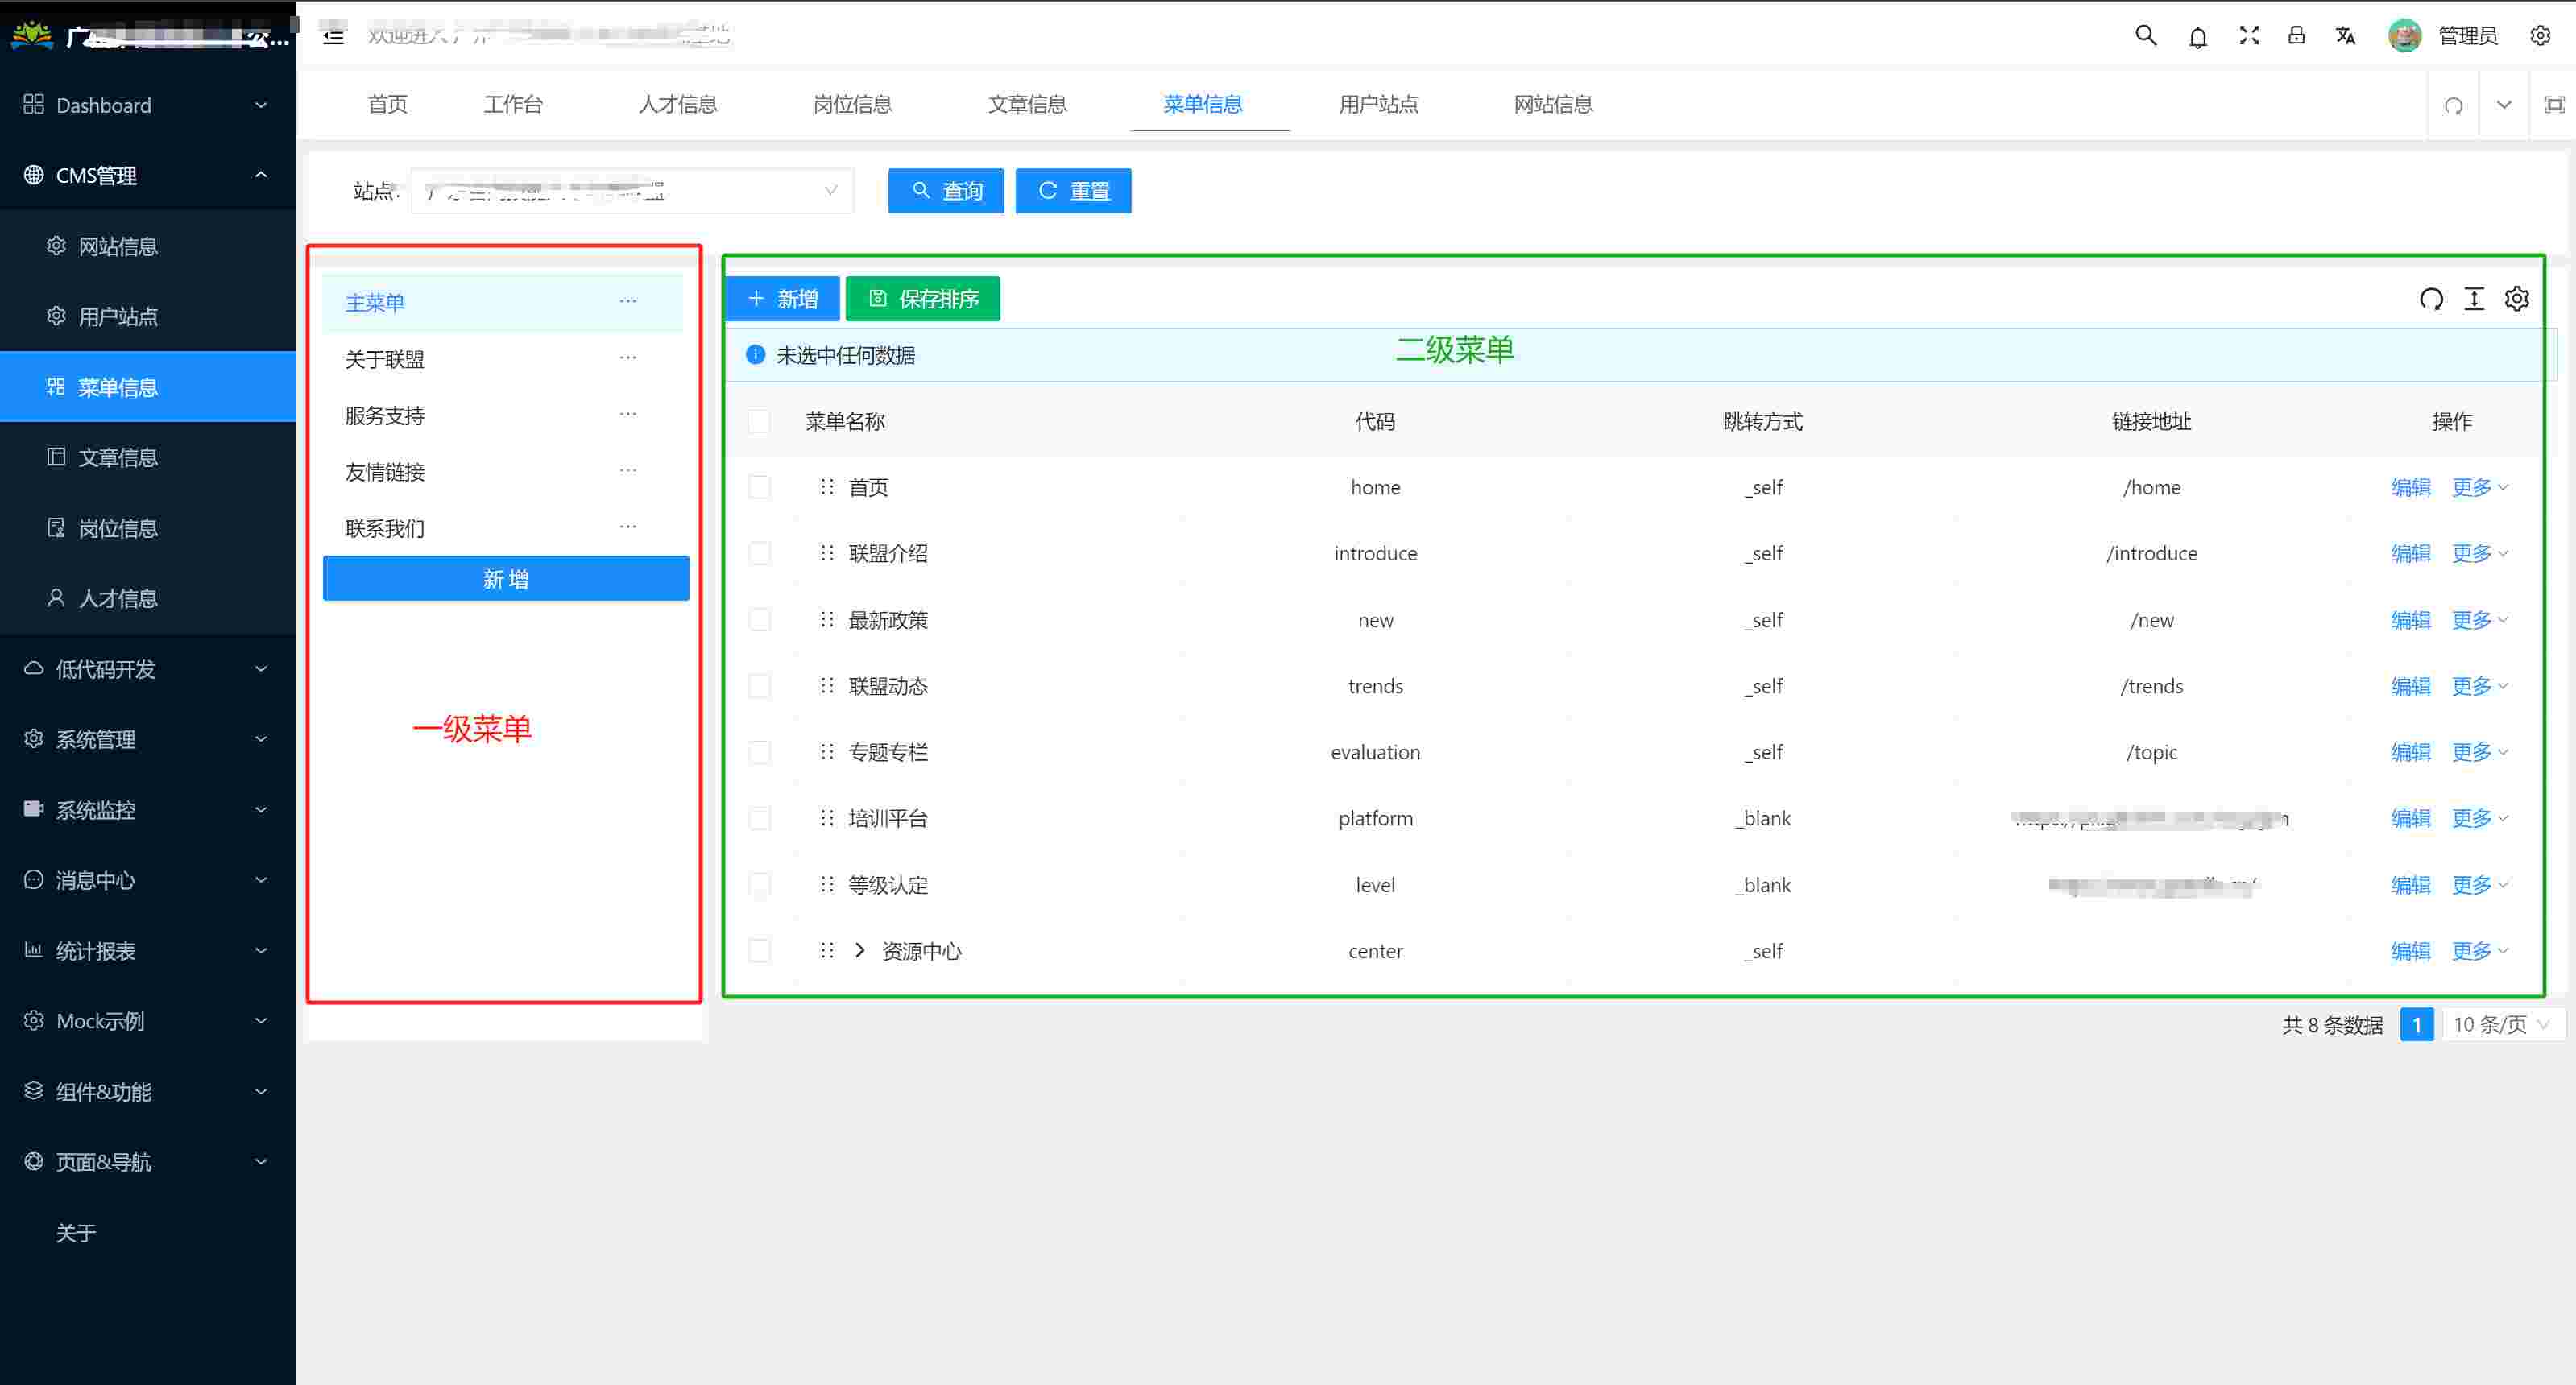 广
公...
欢迎进入
管理员
Dashboard
CMS管理
网站信息
用户站点
菜单信息
文章信息
岗位信息
人才信息
低代码开发
系统管理
系统监控
消息中心
统计报表
Mock示例
组件&功能
页面&导航
关于
首页 工作台 人才信息 岗位信息 文章信息 菜单信息 用户站点 网站信息
站点:
查询 重置
主菜单 ...
关于联盟 ...
服务支持 ...
友情链接 ...
联系我们 ...
新增
一级菜单
新增 保存排序
未选中任何数据
二级菜单
菜单名称 代码 跳转方式 链接地址 操作
首页 home _self /home 编辑 更多
联盟介绍 introduce _self /introduce 编辑 更多
最新政策 new _self /new 编辑 更多
联盟动态 trends _self /trends 编辑 更多
专题专栏 evaluation _self /topic 编辑 更多
培训平台 platform _blank 编辑 更多
等级认定 level _blank 编辑 更多
资源中心 center _self 编辑 更多
共 8 条数据 1 10 条/页